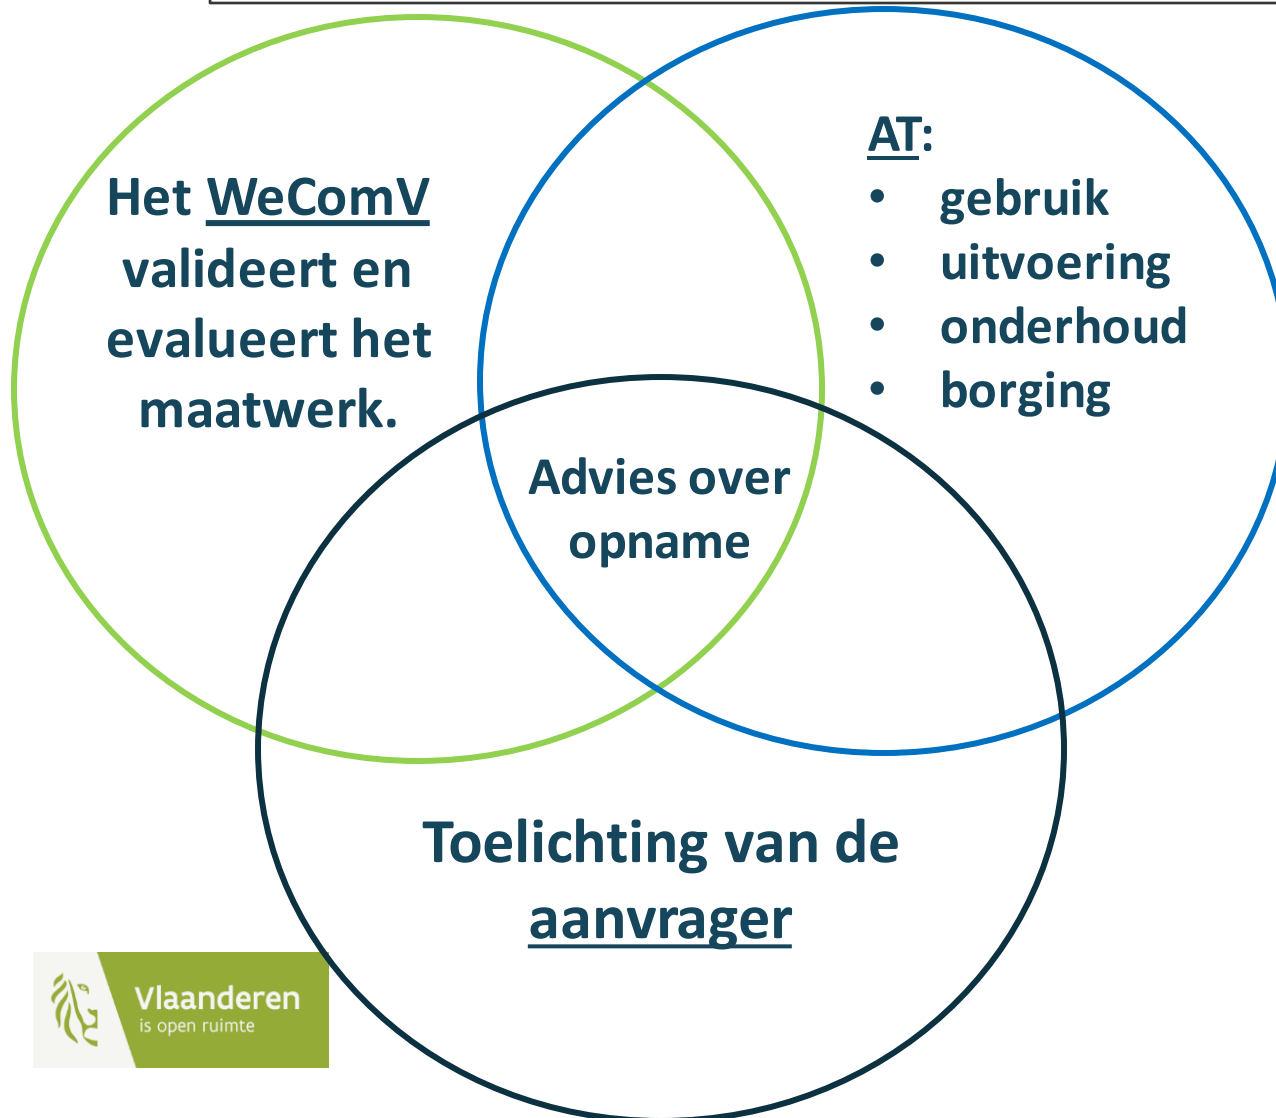 Het WeComV
valideert en
evalueert het
maatwerk.
AT:
• gebruik
• uitvoering
• onderhoud
• borging
Advies over
opname
Toelichting van de
aanvrager
Vlaanderen
is open ruimte